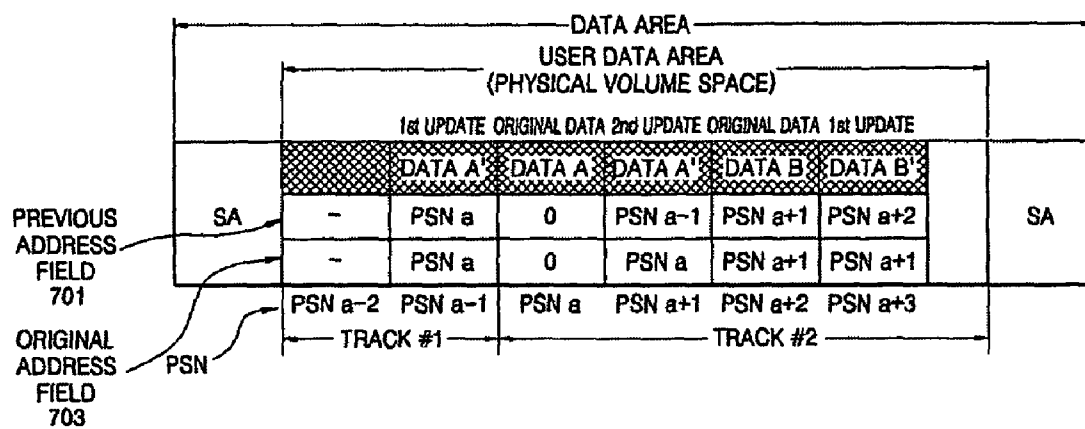 DATA AREA
USER DATA AREA
(PHYSICAL VOLUME SPACE)
1st UPDATE ORIGINAL DATA 2nd UPDATE ORIGINAL DATA 1st UPDATE
DATA A' DATA A DATA A' DATA B DATA B'
SA - PSN a 0 PSN a-1 PSN a+1 PSN a+2 SA
- PSN a 0 PSN a PSN a+1 PSN a+1
PSN a-2 PSN a-1 PSN a PSN a+1 PSN a+2 PSN a+3
TRACK #1 TRACK #2
PREVIOUS
ADDRESS
FIELD
701
ORIGINAL
ADDRESS
FIELD
703
PSN